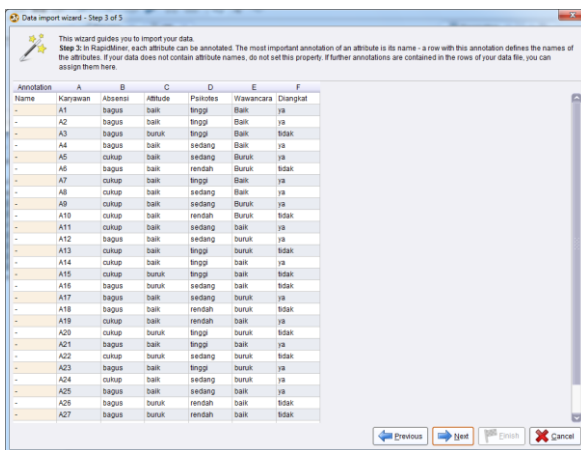 Data import wizard - Step 3 of 5
This wizard guides you to import your data.
Step 3: In RapidMiner, each attribute can be annotated. The most important annotation of an attribute is its name - a row with this annotation defines the names of
the attributes. If your data does not contain attribute names, do not set this property. If further annotations are contained in the rows of your data file, you can
assign them here.
Annotation A B C D E F
Name Karyawan Absensi Attitude Psikotes Wawancara Diangkat
- A1 bagus baik tinggi Baik ya
- A2 bagus baik tinggi Baik ya
- A3 bagus buruk tinggi Baik tidak
- A4 bagus baik sedang Baik ya
- A5 cukup baik sedang Buruk ya
- A6 bagus baik rendah Buruk tidak
- A7 cukup baik tinggi Baik ya
- A8 cukup baik sedang Baik ya
- A9 cukup baik sedang Buruk ya
- A10 cukup baik rendah Buruk tidak
- A11 cukup baik sedang baik ya
- A12 bagus baik sedang buruk ya
- A13 cukup baik tinggi buruk tidak
- A14 cukup baik tinggi baik ya
- A15 cukup buruk tinggi baik tidak
- A16 bagus buruk sedang baik tidak
- A17 bagus baik sedang buruk ya
- A18 bagus baik rendah buruk tidak
- A19 cukup baik rendah baik ya
- A20 cukup buruk tinggi buruk tidak
- A21 bagus baik tinggi baik ya
- A22 cukup buruk sedang buruk tidak
- A23 bagus baik tinggi buruk ya
- A24 cukup baik sedang buruk ya
- A25 bagus baik sedang baik ya
- A26 bagus buruk rendah baik tidak
- A27 bagus buruk rendah baik tidak
Previous Next Finish Cancel